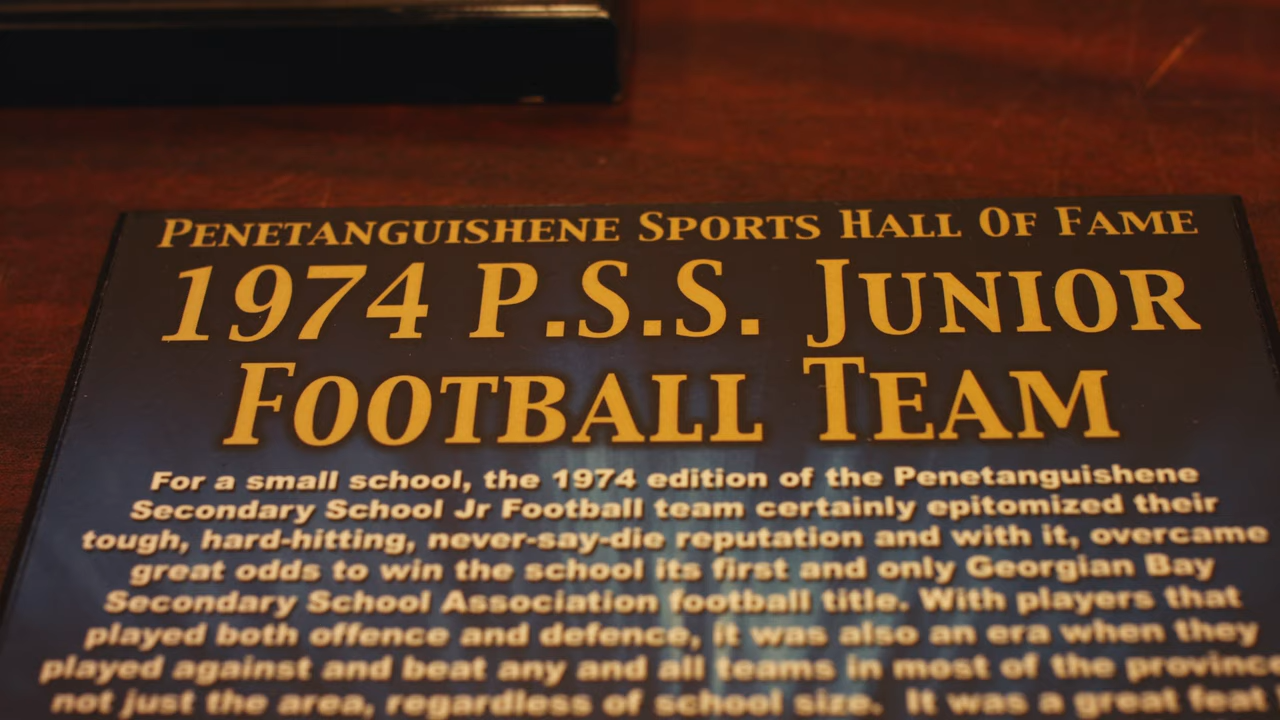 Penetanguishene Sports Hall Of Fame
1974 P.S.S. Junior
Football Team
For a small school, the 1974 edition of the Penetanguishene
Secondary School Jr Football team certainly epitomized their
tough, hard-hitting, never-say-die reputation and with it, overcame
great odds to win the school its first and only Georgian Bay
Secondary School Association football title. With players that
played both offence and defence, it was also an era when they
played against and beat any and all teams in most of the province
not just the area, regardless of school size. It was a great feat